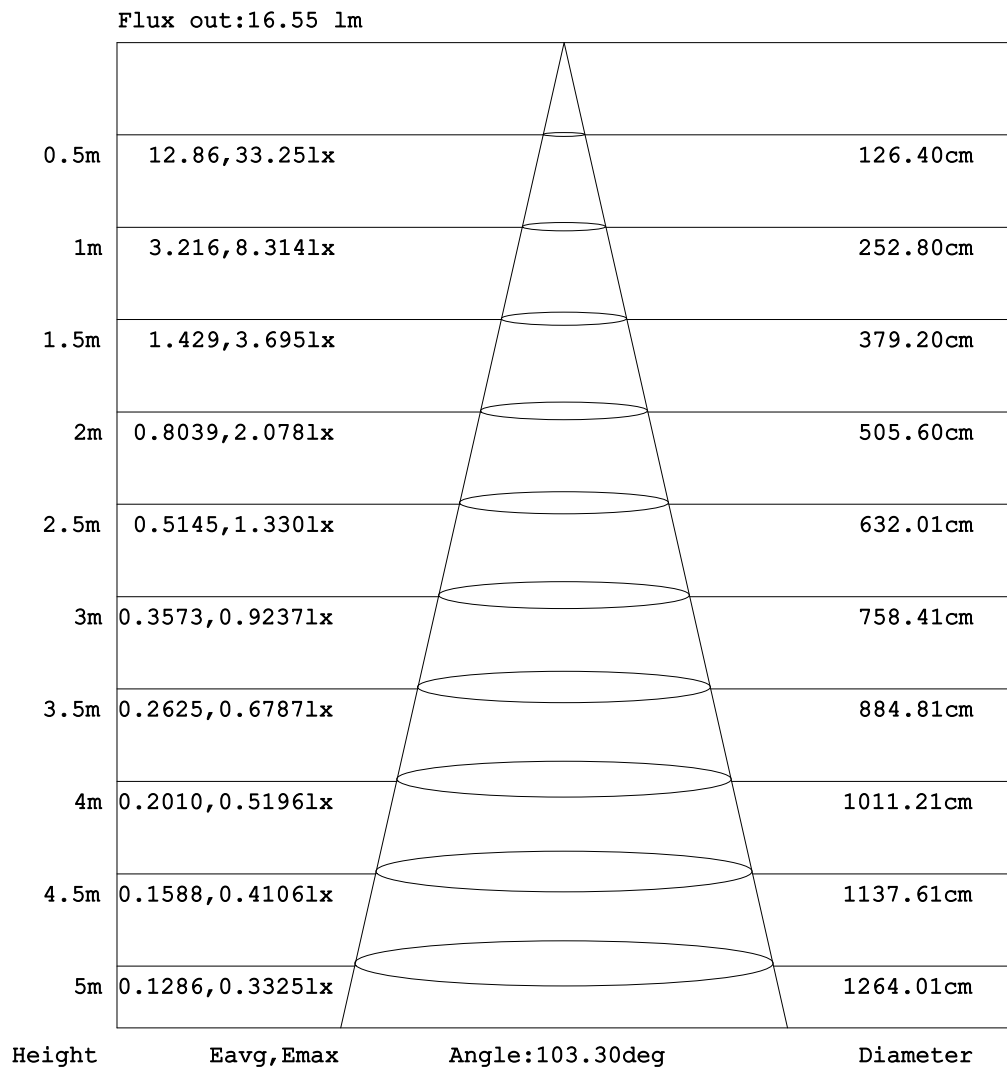 Flux out:16.55 lm
0.5m 12.86,33.25lx 126.40cm
1m 3.216,8.314lx 252.80cm
1.5m 1.429,3.695lx 379.20cm
2m 0.8039,2.078lx 505.60cm
2.5m 0.5145,1.330lx 632.01cm
3m 0.3573,0.9237lx 758.41cm
3.5m 0.2625,0.6787lx 884.81cm
4m 0.2010,0.5196lx 1011.21cm
4.5m 0.1588,0.4106lx 1137.61cm
5m 0.1286,0.3325lx 1264.01cm
Height Eavg,Emax Angle:103.30deg Diameter